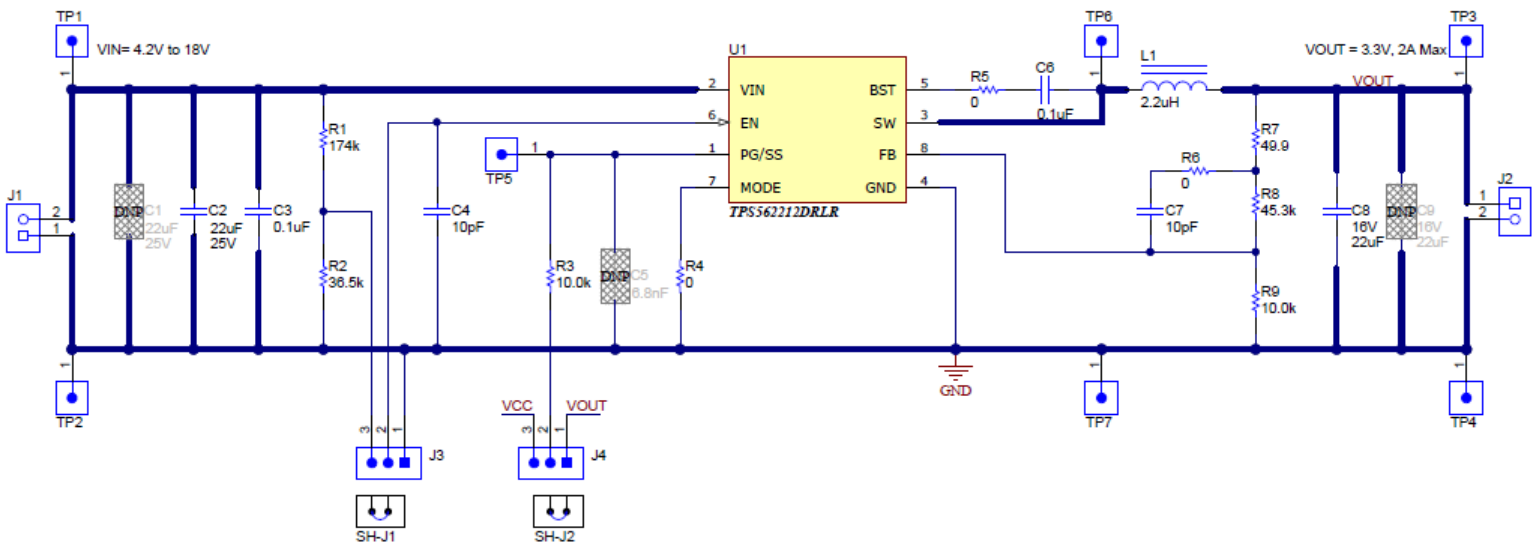 TP1
VIN= 4.2V to 18V
1
U1
TP6
1
L1
2.2uH
VOUT = 3.3V, 2A Max
TP3
1
VOUT
2 VIN
6 EN
1 PG/SS
7 MODE
BST 5
SW 3
FB 8
GND 4
TPS562212DRLR
R5
0
C6
0.1uF
R1
174k
TP5
1
R7
49.9
R6
0
R8
45.3k
C7
10pF
J1
2
1
DNP C1
22uF
25V
C2
22uF
25V
C3
0.1uF
C4
10pF
C8
16V
22uF
DNP C9
16V
22uF
J2
1
2
R2
36.5k
R3
10.0k
DNP C5
6.8nF
R4
0
R9
10.0k
1
TP2
GND
1
TP7
1
TP4
3
2
1
J3
VCC
VOUT
3
2
1
J4
SH-J1
SH-J2